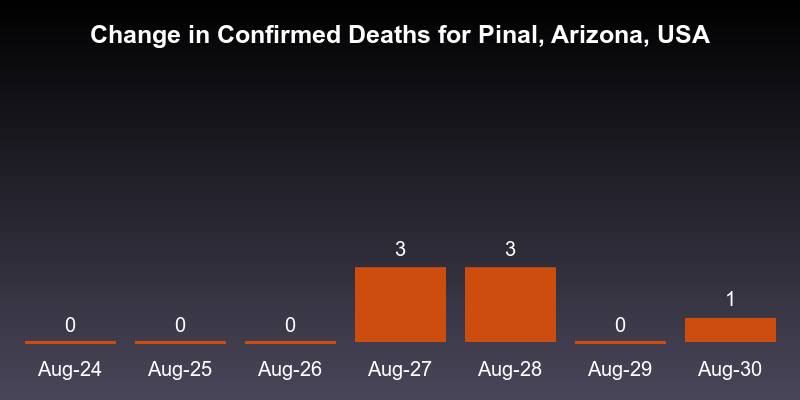 Change in Confirmed Deaths for Pinal, Arizona, USA
3 3
1
0 0 0 0
Aug-24 Aug-25 Aug-26 Aug-27 Aug-28 Aug-29 Aug-30